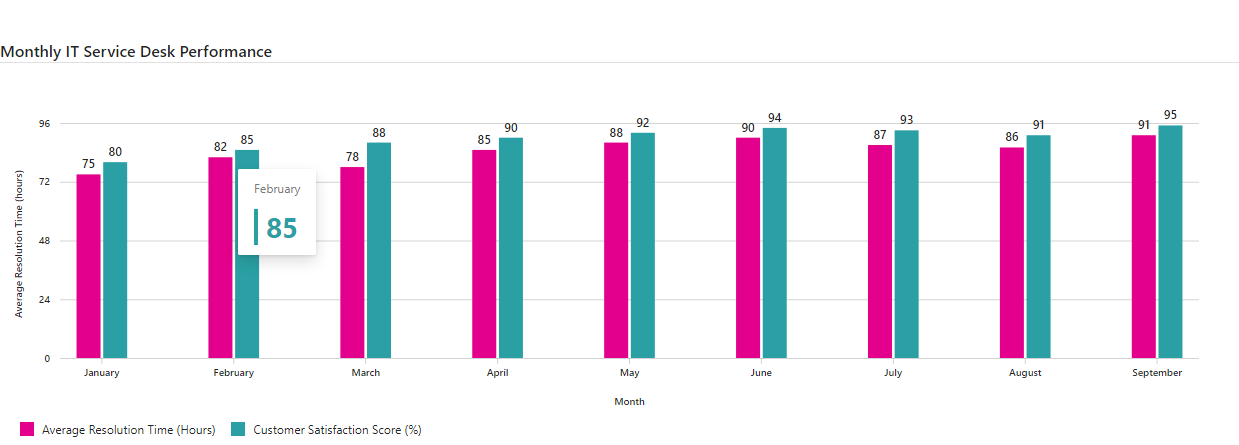 Monthly IT Service Desk Performance
Average Resolution Time (hours)
96
72
48
24
0
75 80
82 85
78 88
85 90
88 92
90 94
87 93
86 91
91 95
February
85
January February March April May June July August September
Month
Average Resolution Time (Hours) Customer Satisfaction Score (%)